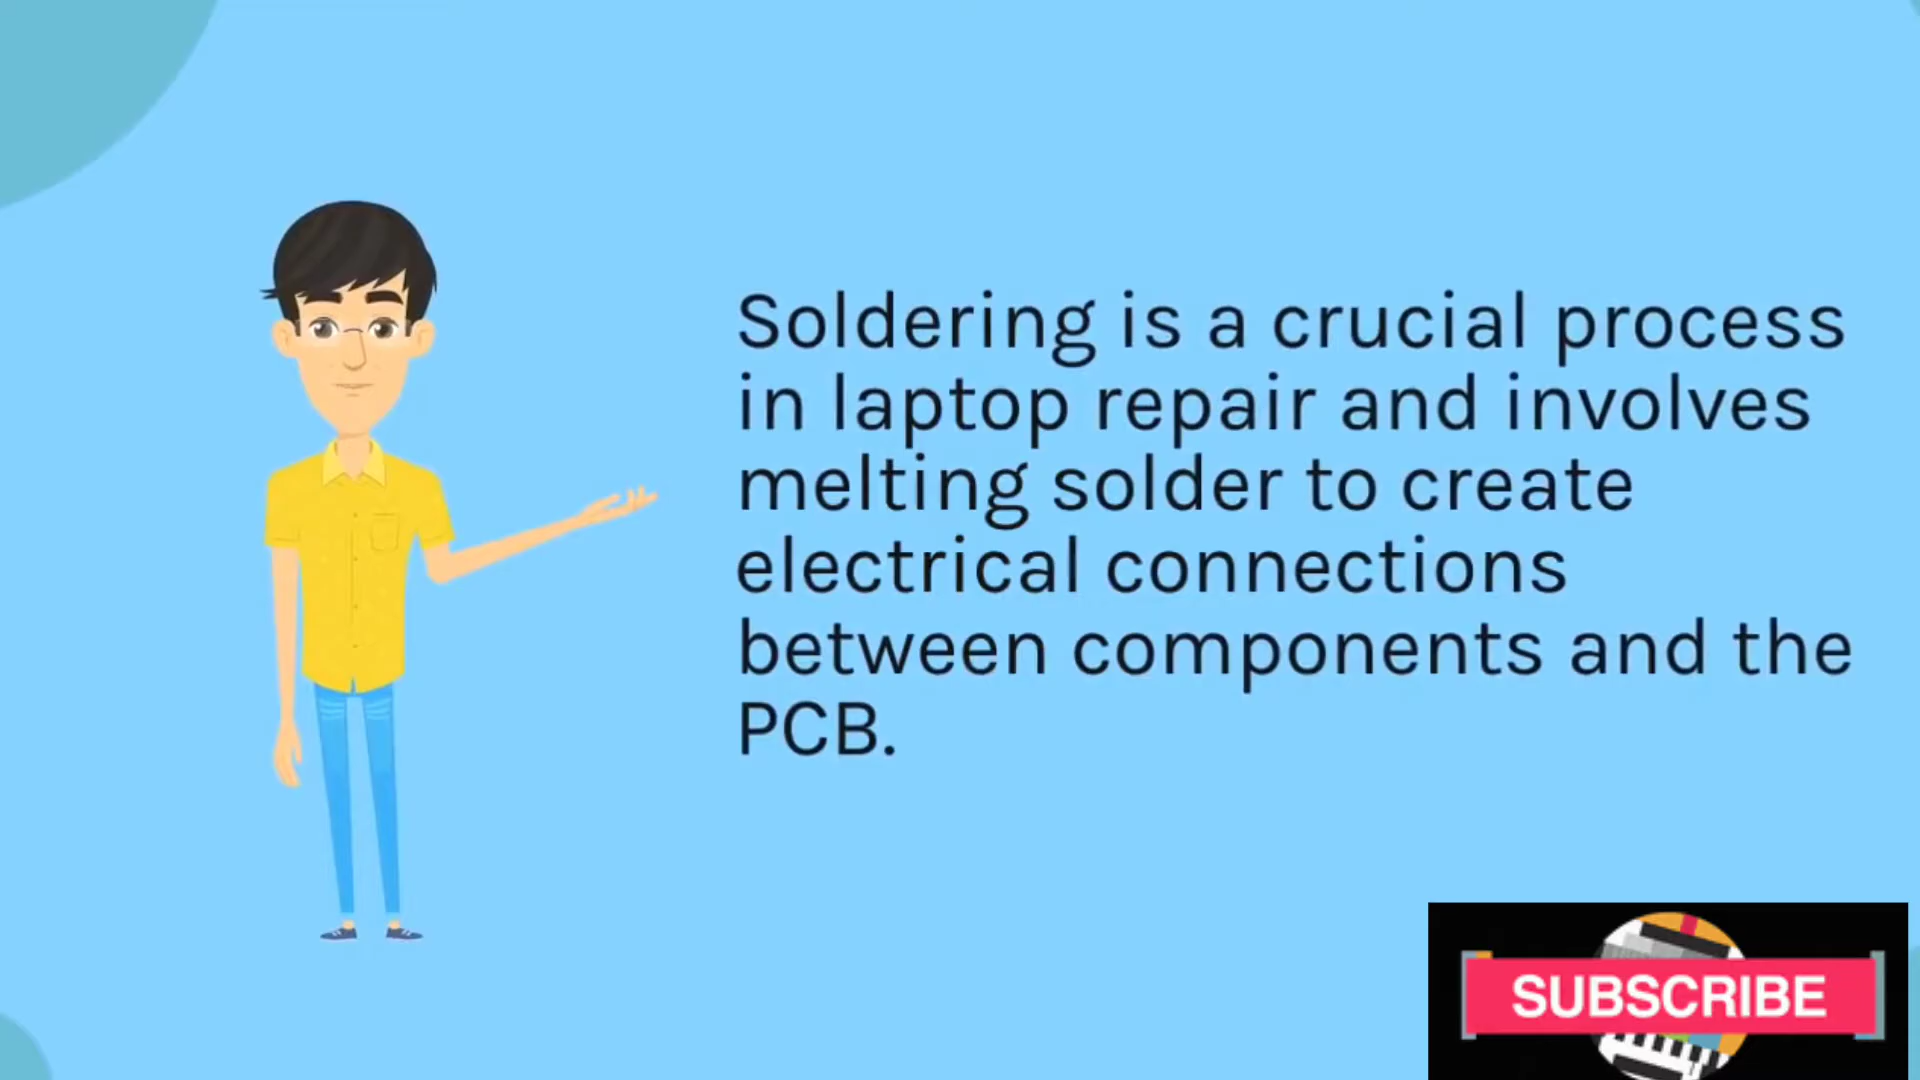 Soldering is a crucial process
in laptop repair and involves
melting solder to create
electrical connections
between components and the
PCB.
SUBSCRIBE